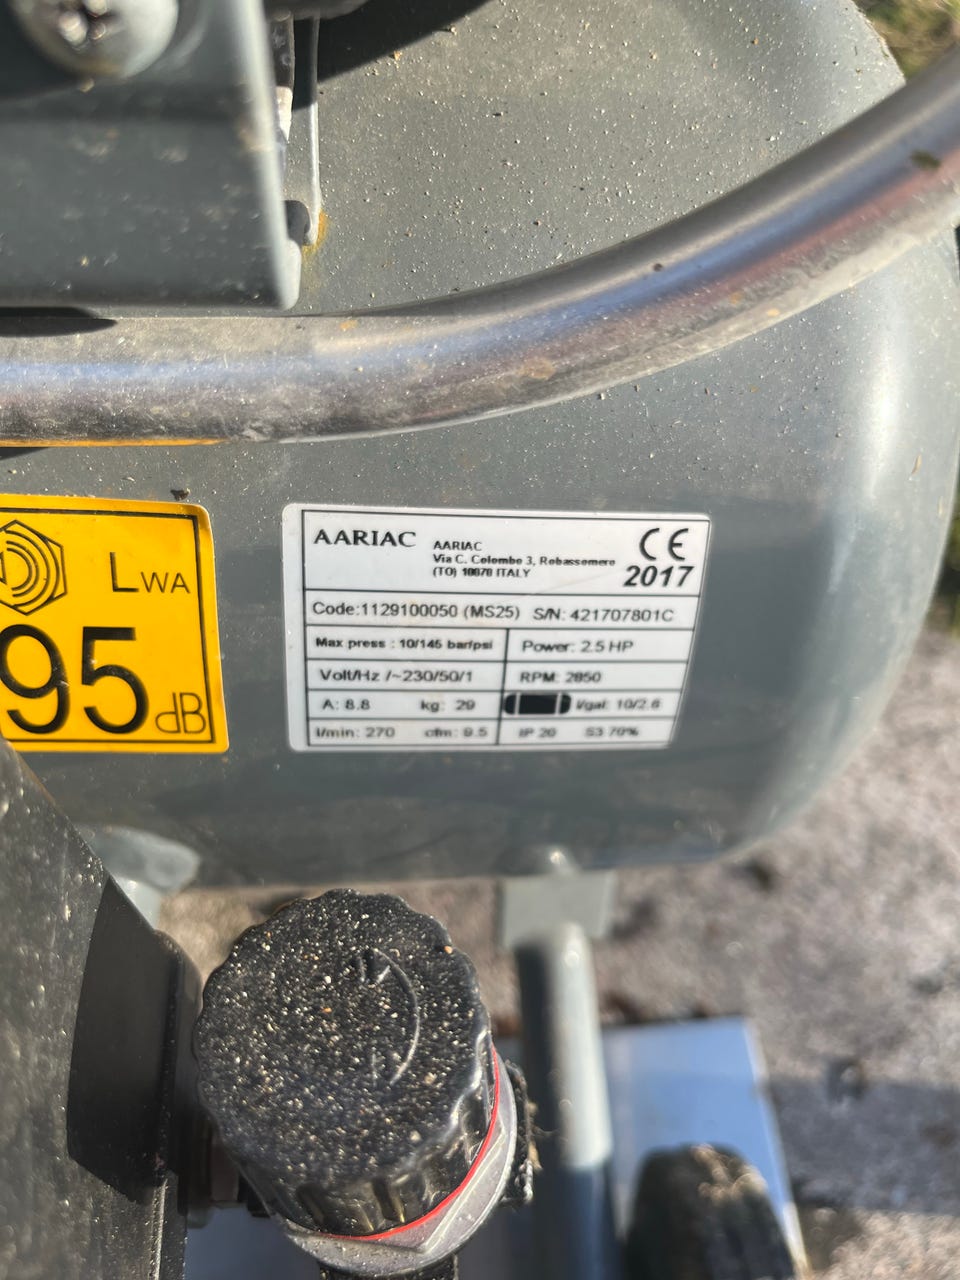 LWA
95
dB
AARIAC
AARIAC
Via C. Colombo 3, Robassomero
(TO) 10070 ITALY
CE
2017
Code:1129100050 (MS25) S/N: 421707801C
Max press : 10/145 bar/psi
Power: 2.5 HP
Volt/Hz /~230/50/1
RPM: 2850
A: 8.8 kg: 29
l/gal: 10/2.6
l/min: 270 cfm: 9.5
IP 20 S3 70%